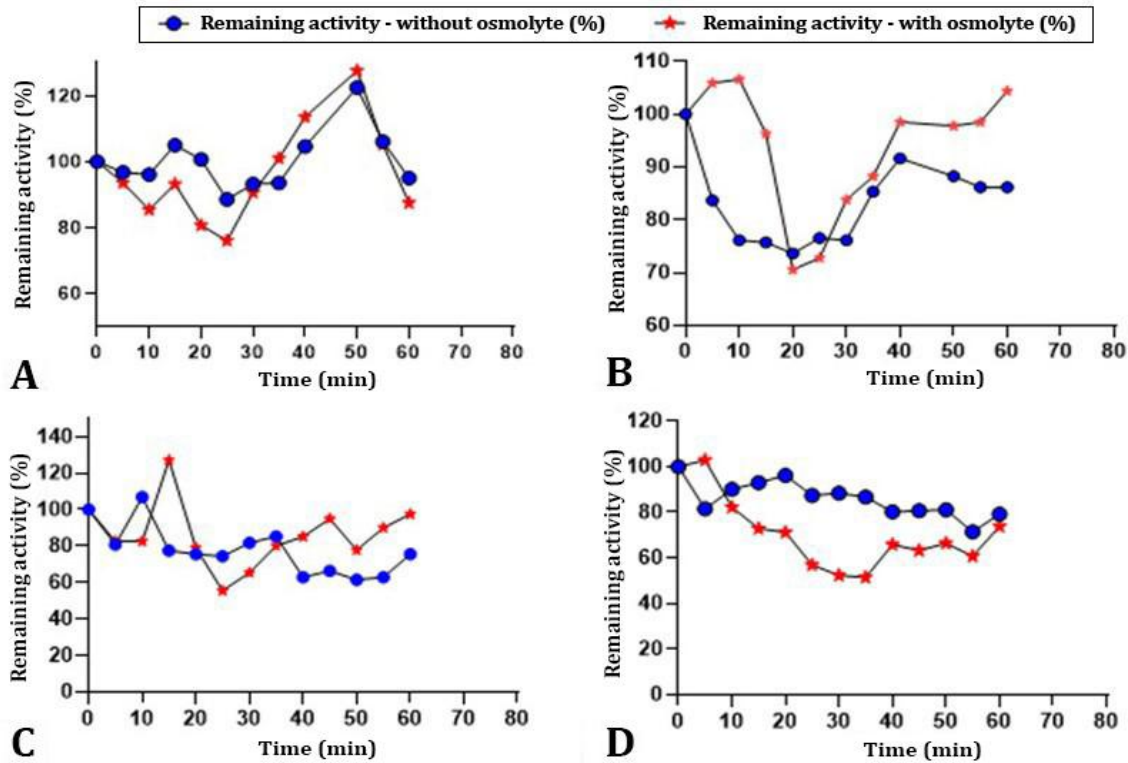 Remaining activity - without osmolyte (%) Remaining activity - with osmolyte (%)
Remaining activity (%)
120
100
80
60
0 10 20 30 40 50 60 70 80
Time (min)
A
Remaining activity (%)
110
100
90
80
70
60
0 10 20 30 40 50 60 70 80
Time (min)
B
Remaining activity (%)
140
120
100
80
60
40
20
0
0 10 20 30 40 50 60 70 80
Time (min)
C
Remaining activity (%)
120
100
80
60
40
20
0
0 10 20 30 40 50 60 70 80
Time (min)
D